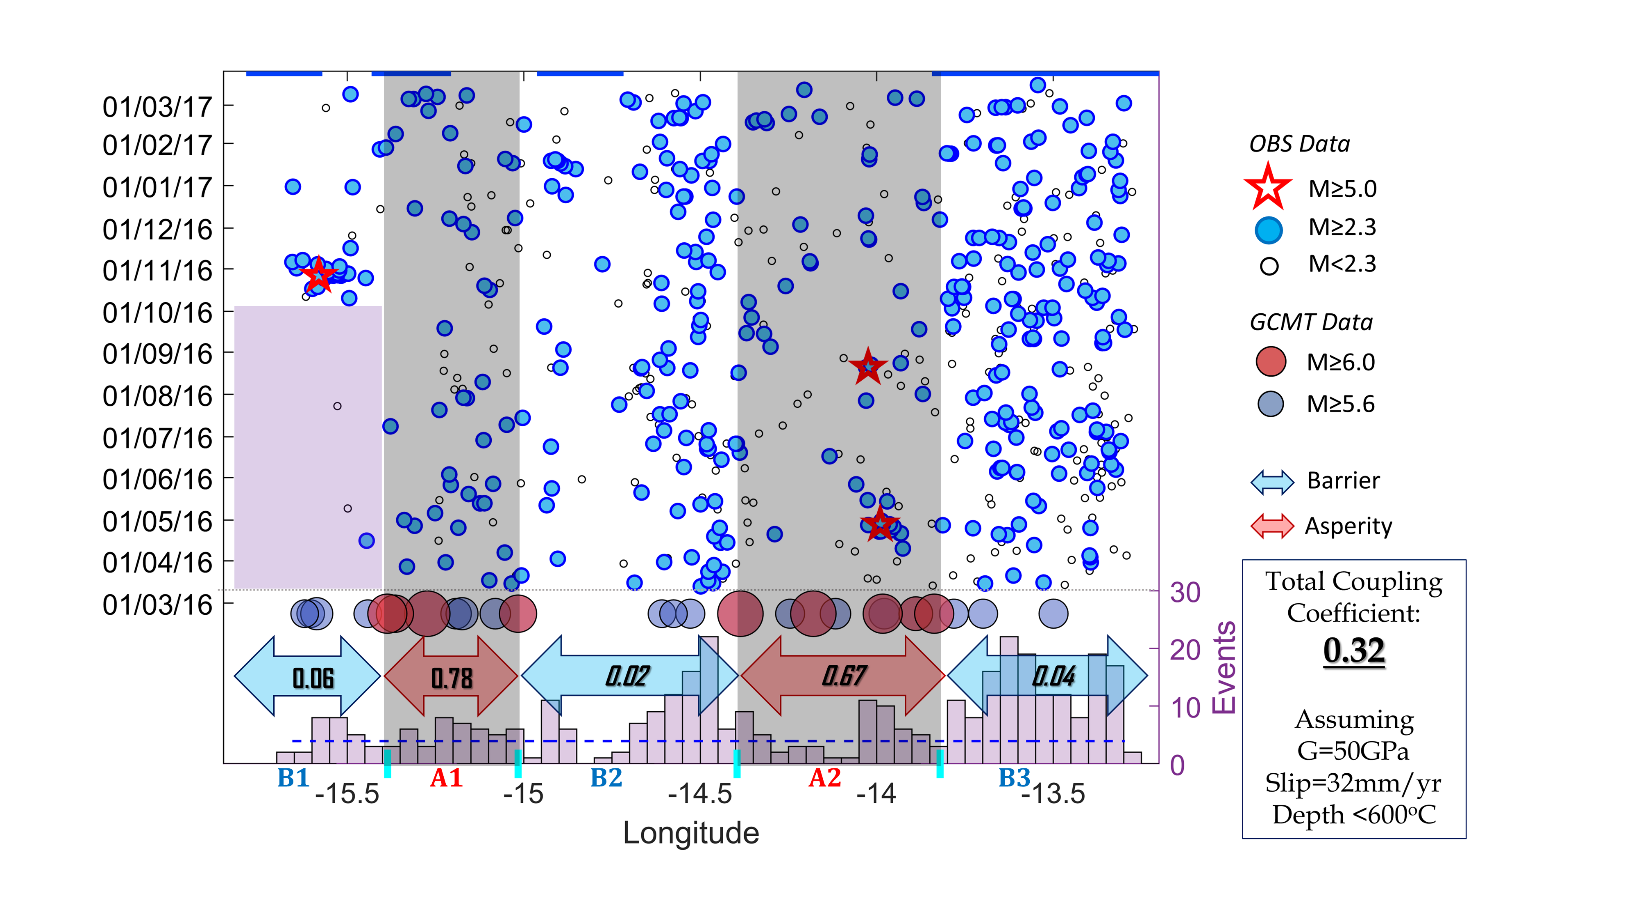 01/03/17
01/02/17
01/01/17
01/12/16
01/11/16
01/10/16
01/09/16
01/08/16
01/07/16
01/06/16
01/05/16
01/04/16
01/03/16
30
20
10
0
Events
0.06
0.78
0.02
0.67
0.04
B1
A1
B2
A2
B3
-15.5
-15
-14.5
-14
-13.5
Longitude
OBS Data
M≥5.0
M≥2.3
M<2.3
GCMT Data
M≥6.0
M≥5.6
Barrier
Asperity
Total Coupling
Coefficient:
0.32
Assuming
G=50GPa
Slip=32mm/yr
Depth <600°C